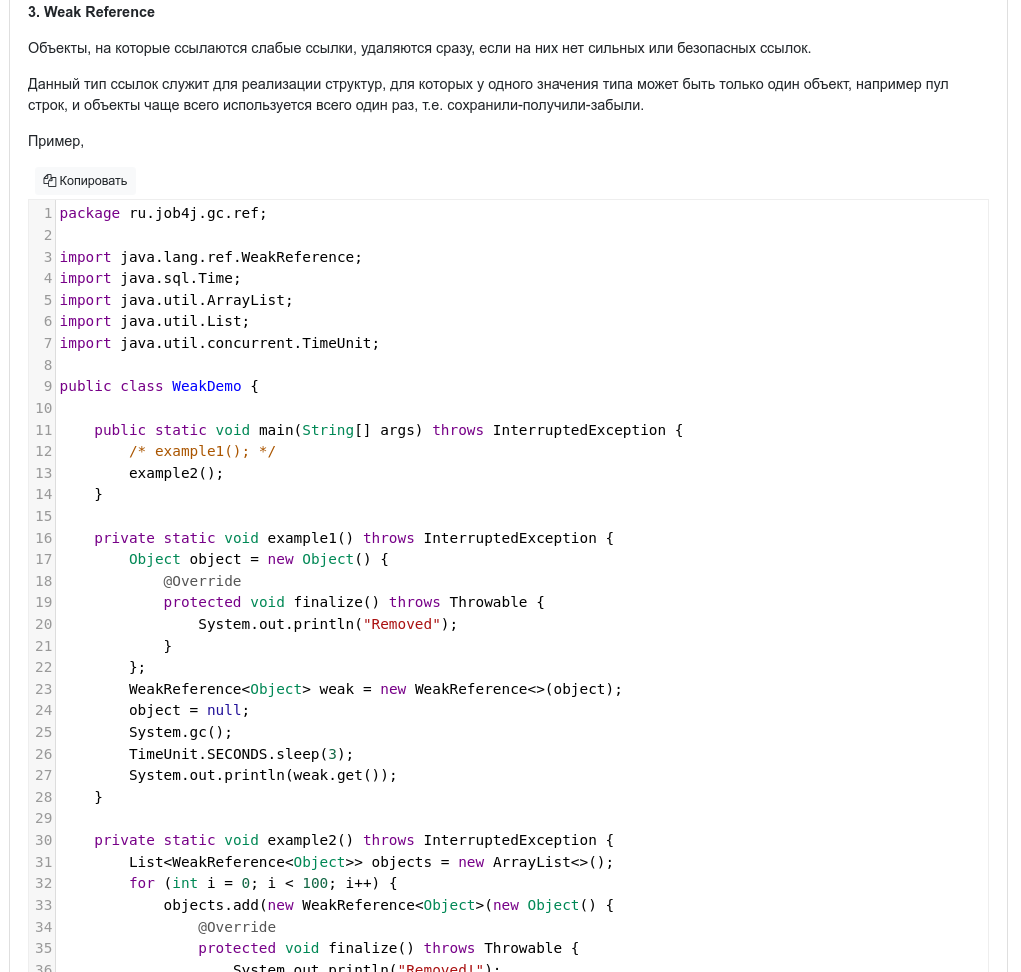 3. Weak Reference
Объекты, на которые ссылаются слабые ссылки, удаляются сразу, если на них нет сильных или безопасных ссылок.
Данный тип ссылок служит для реализации структур, для которых у одного значения типа может быть только один объект, например пул
строк, и объекты чаще всего используется всего один раз, т.е. сохранили-получили-забыли.
Пример,
Копировать
1 package ru.job4j.gc.ref;
2
3 import java.lang.ref.WeakReference;
4 import java.sql.Time;
5 import java.util.ArrayList;
6 import java.util.List;
7 import java.util.concurrent.TimeUnit;
8
9 public class WeakDemo {
10
11     public static void main(String[] args) throws InterruptedException {
12         /* example1(); */
13         example2();
14     }
15
16     private static void example1() throws InterruptedException {
17         Object object = new Object() {
18             @Override
19             protected void finalize() throws Throwable {
20                 System.out.println("Removed");
21             }
22         };
23         WeakReference<Object> weak = new WeakReference<>(object);
24         object = null;
25         System.gc();
26         TimeUnit.SECONDS.sleep(3);
27         System.out.println(weak.get());
28     }
29
30     private static void example2() throws InterruptedException {
31         List<WeakReference<Object>> objects = new ArrayList<>();
32         for (int i = 0; i < 100; i++) {
33             objects.add(new WeakReference<Object>(new Object() {
34                 @Override
35                 protected void finalize() throws Throwable {
36                     System.out.println("Removed!");